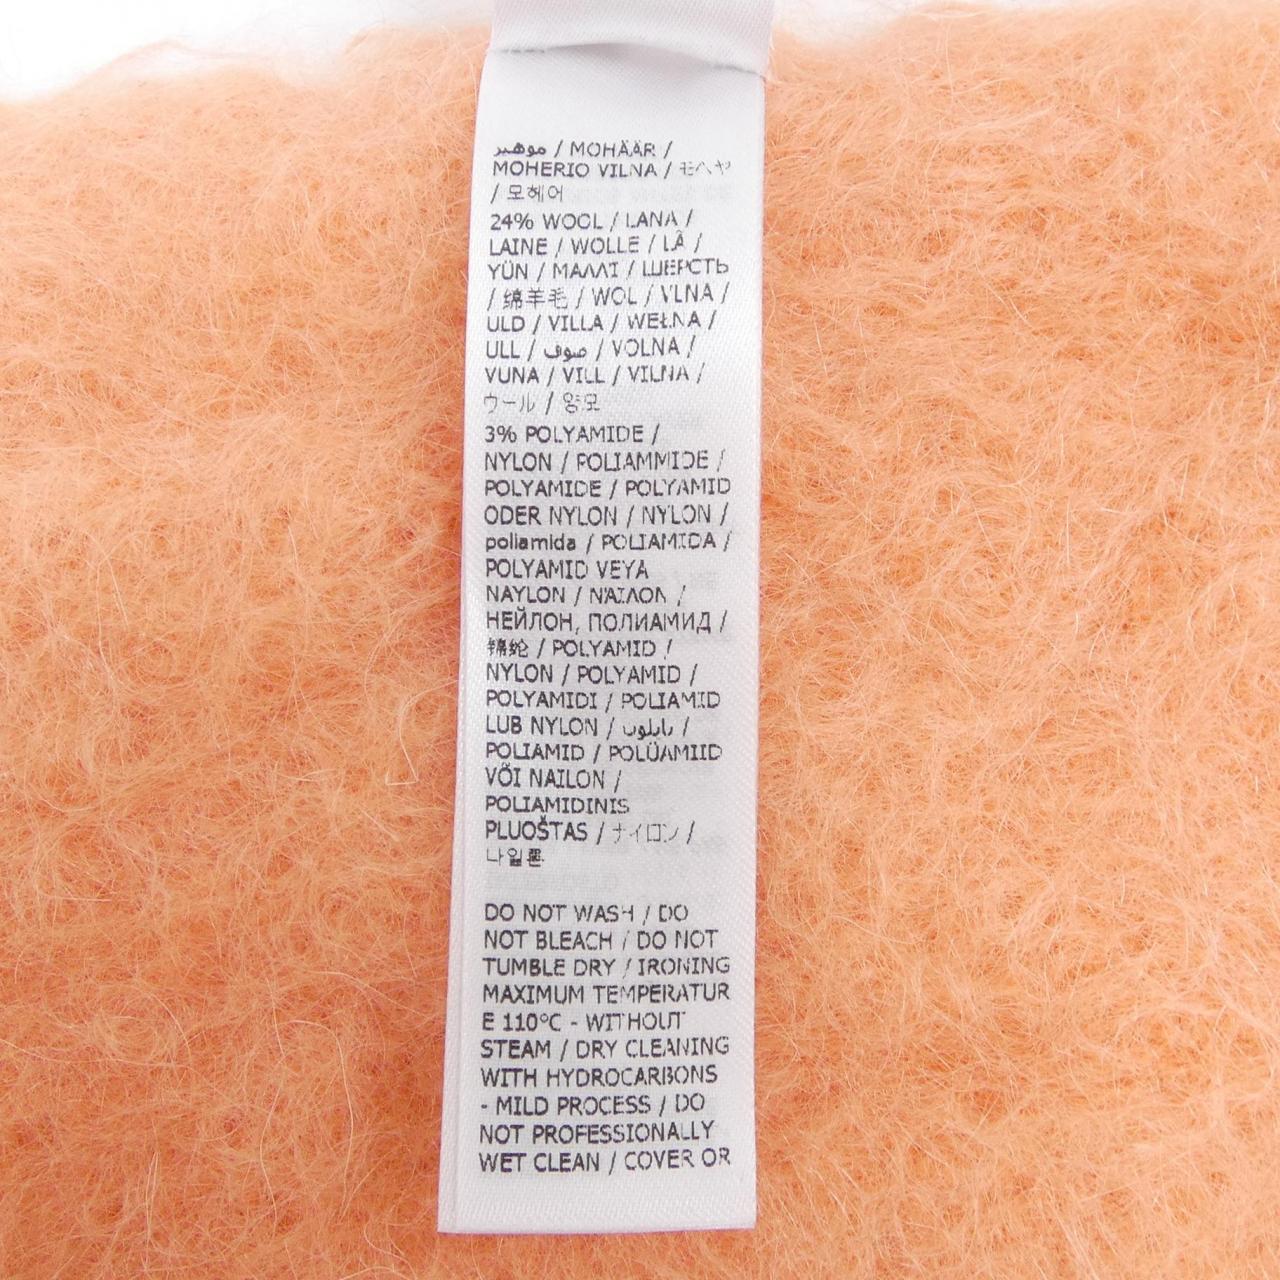 موهير / MOHÄÄR /
MOHERIO VILNA / モヘヤ
/ 모헤어
24% WOOL / LANA /
LAINE / WOLLE / LÃ /
YÜN / ΜΑΛΛΙ / ШЕРСТЬ
/ 绵羊毛 / WOL / VLNA /
ULD / VILLA / WEŁNA /
ULL / صوف / VOLNA /
VUNA / VILL / VILNA /
ウール / 양모
3% POLYAMIDE /
NYLON / POLIAMMIDE /
POLYAMIDE / POLYAMID
ODER NYLON / NYLON /
poliamida / POLIAMIDA /
POLYAMID VEYA
NAYLON / ΝΑΪΛΟΝ /
НЕЙЛОН, ПОЛИАМИД /
锦纶 / POLYAMID /
NYLON / POLYAMID /
POLYAMIDI / POLIAMID
LUB NYLON / نايلون /
POLIAMID / POLÜAMIID
VÕI NAILON /
POLIAMIDINIS
PLUOŠTAS / ナイロン /
나일론
DO NOT WASH / DO
NOT BLEACH / DO NOT
TUMBLE DRY / IRONING
MAXIMUM TEMPERATUR
E 110°C - WITHOUT
STEAM / DRY CLEANING
WITH HYDROCARBONS
- MILD PROCESS / DO
NOT PROFESSIONALLY
WET CLEAN / COVER OR